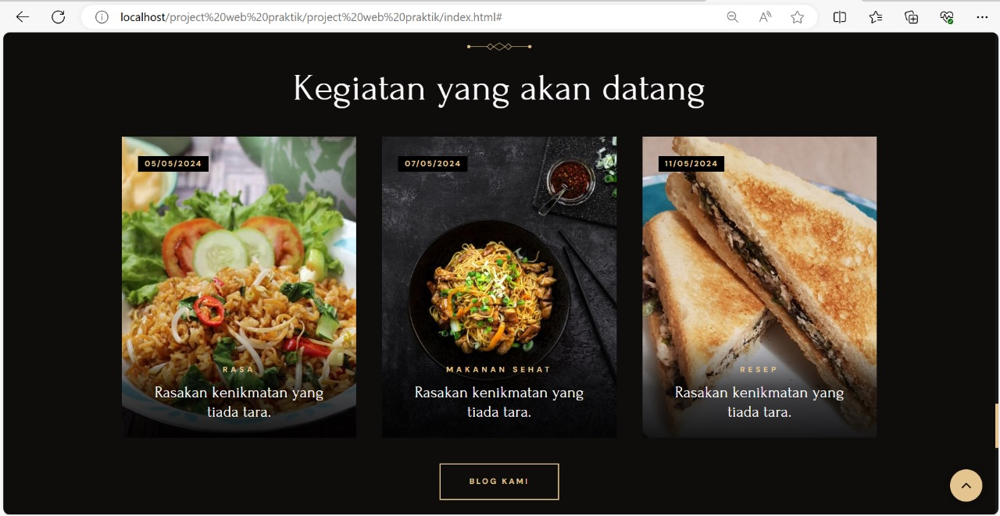 localhost/project%20web%20praktik/project%20web%20praktik/index.html#
Kegiatan yang akan datang
05/05/2024
07/05/2024
11/05/2024
RASA
Rasakan kenikmatan yang
tiada tara.
MAKANAN SEHAT
Rasakan kenikmatan yang
tiada tara.
RESEP
Rasakan kenikmatan yang
tiada tara.
BLOG KAMI